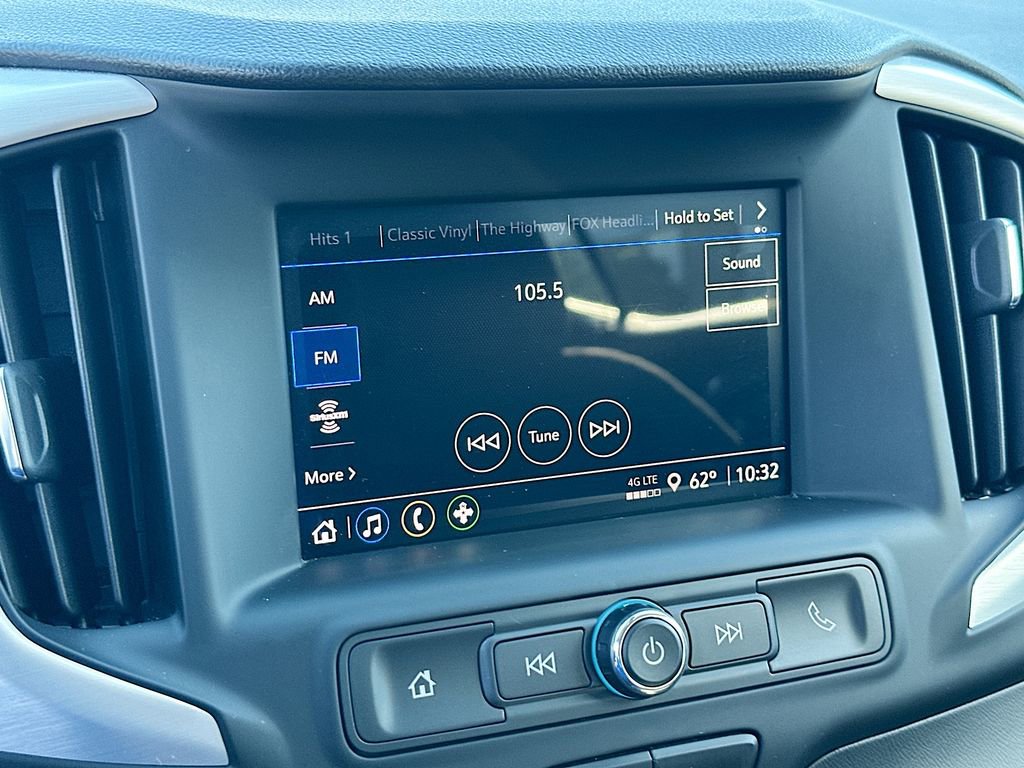 Hits 1 Classic Vinyl The Highway FOX Headli... Hold to Set
Sound
AM
105.5
Browse
FM
SiriusXM
Tune
More
4G LTE 62° 10:32